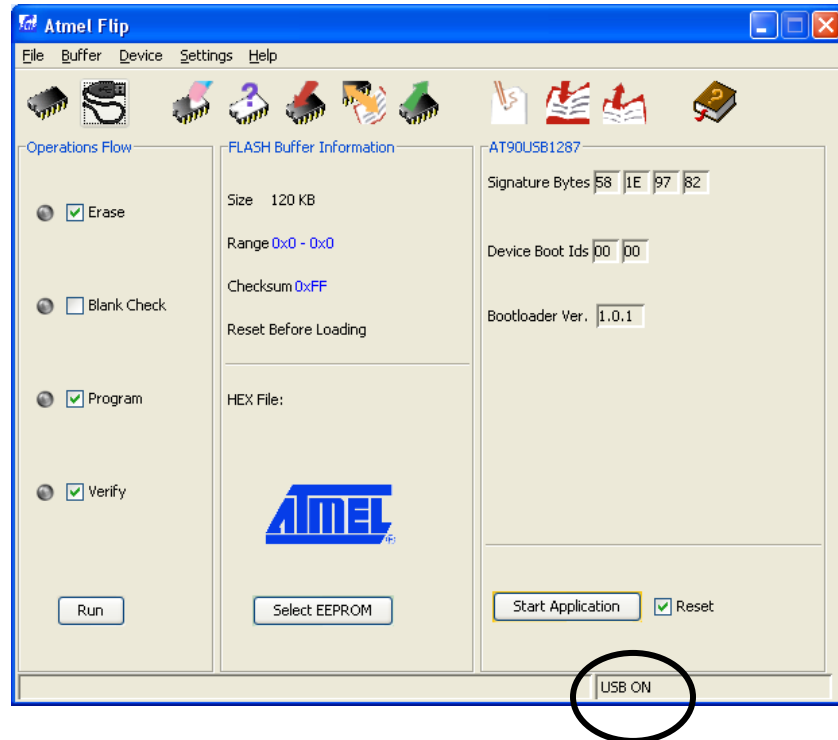 Atmel Flip
File Buffer Device Settings Help
Operations Flow
Erase
Blank Check
Program
Verify
Run
FLASH Buffer Information
Size 120 KB
Range 0x0 - 0x0
Checksum 0xFF
Reset Before Loading
HEX File:
ATMEL
®
Select EEPROM
AT90USB1287
Signature Bytes 58 1E 97 82
Device Boot Ids 00 00
Bootloader Ver. 1.0.1
Start Application Reset
USB ON